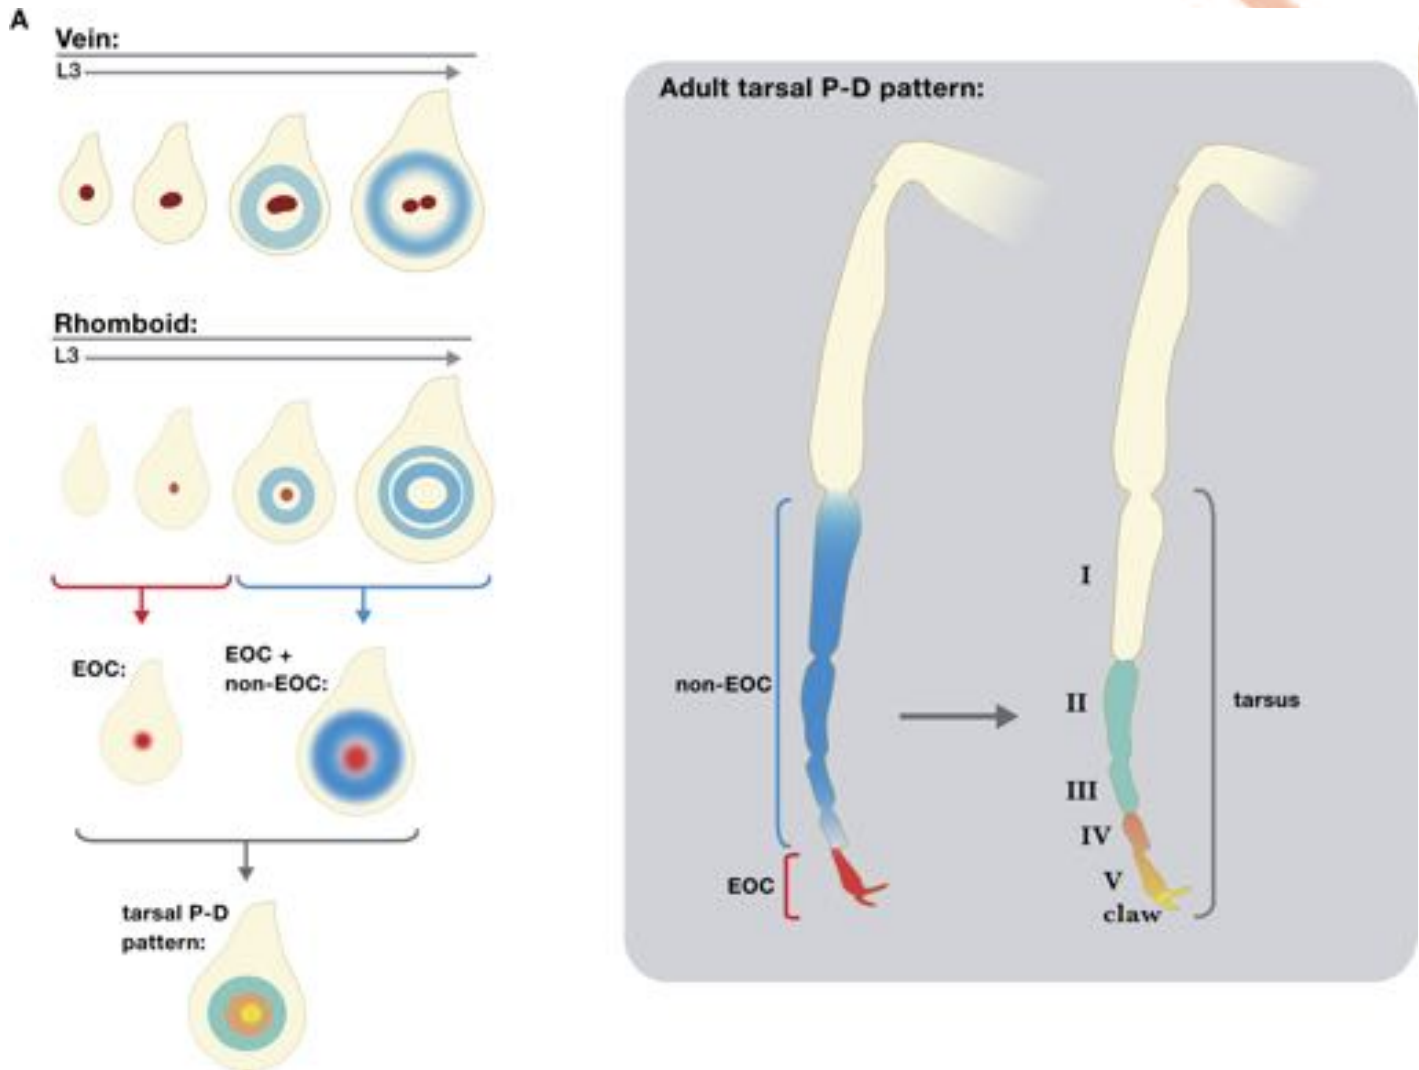 A
Vein:
L3
Rhomboid:
L3
EOC:
EOC +
non-EOC:
tarsal P-D
pattern:
Adult tarsal P-D pattern:
non-EOC
EOC
I
II
III
IV
V
claw
tarsus